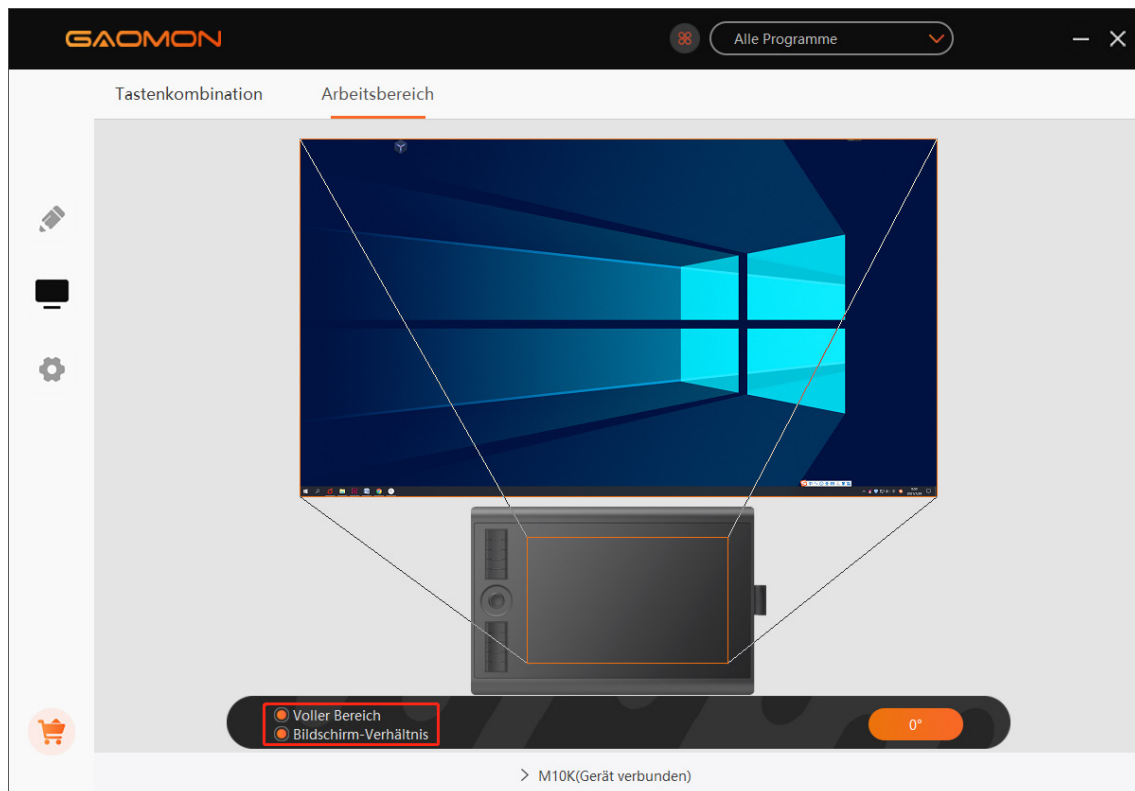 GAOMON
Alle Programme
Tastenkombination
Arbeitsbereich
Voller Bereich
Bildschirm-Verhältnis
0°
M10K(Gerät verbunden)